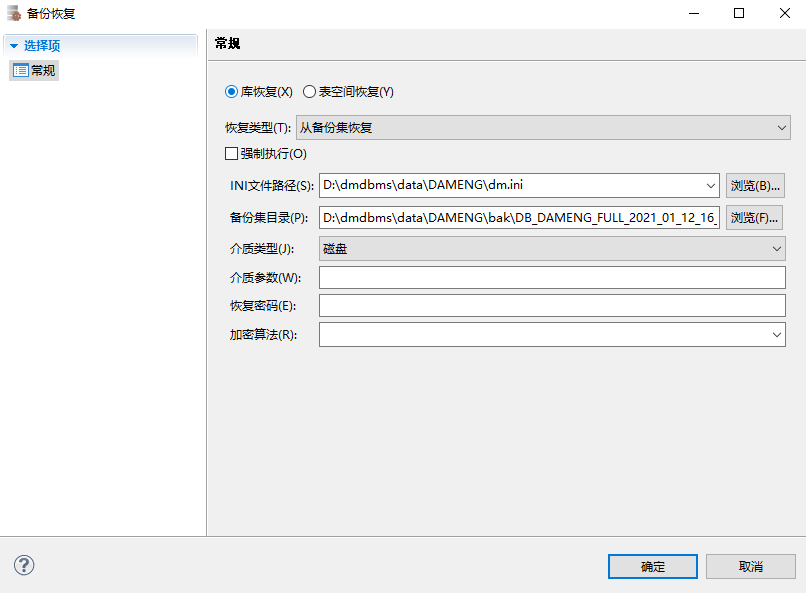 备份恢复
选择项
常规
常规
库恢复(X) 表空间恢复(Y)
恢复类型(T): 从备份集恢复
强制执行(O)
INI文件路径(S): D:\dmdbms\data\DAMENG\dm.ini 浏览(B)...
备份集目录(P): D:\dmdbms\data\DAMENG\bak\DB_DAMENG_FULL_2021_01_12_16_ 浏览(F)...
介质类型(J): 磁盘
介质参数(W):
恢复密码(E):
加密算法(R):
?
确定 取消